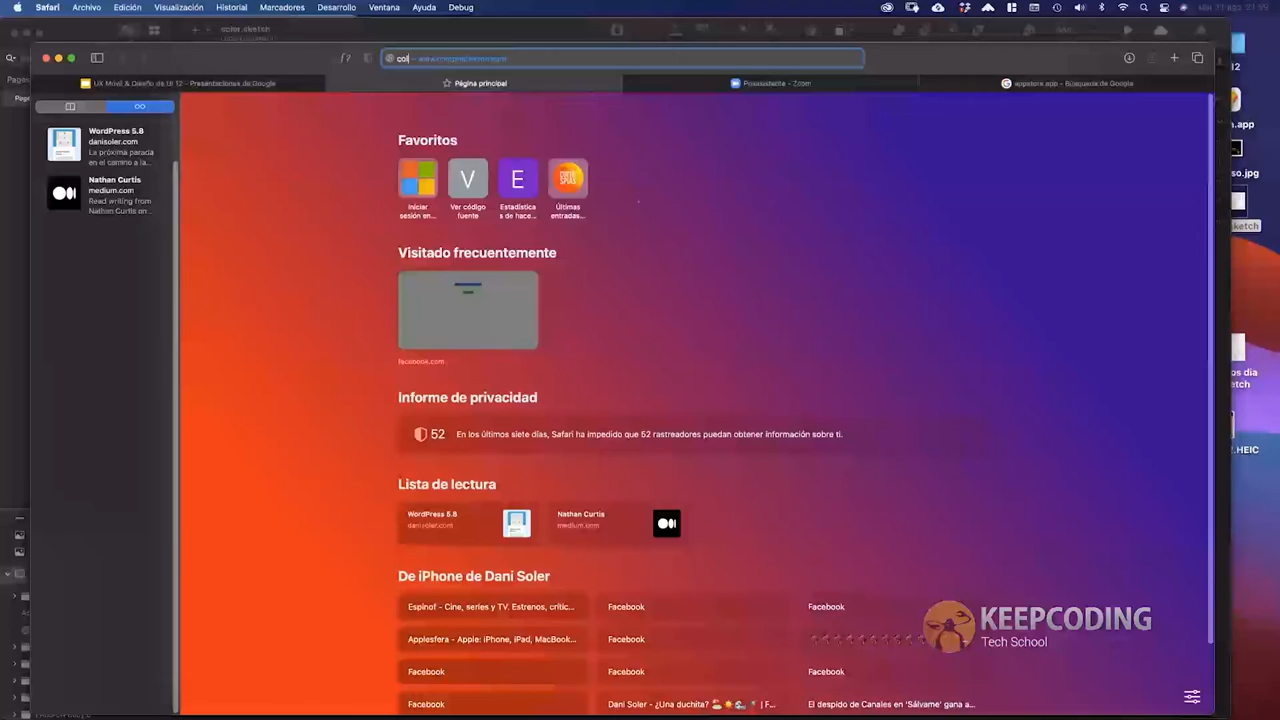 Safari Archivo Edición Visualización Historial Marcadores Desarrollo Ventana Ayuda Debug
soler.sketch
UX Móvil & Diseño de UI 12 - Presentaciones de Google
Página principal
appstore.app - Búsqueda de Google
WordPress 5.8
danisoler.com
La próxima parada
en el camino a la...
Nathan Curtis
medium.com
Read writing from
Nathan Curtis on...
Favoritos
V
E
Iniciar
sesión en...
Ver código
fuente
Estadística
s de hace...
Últimas
entradas...
Visitado frecuentemente
facebook.com
Informe de privacidad
52
En los últimos siete días, Safari ha impedido que 52 rastreadores puedan obtener información sobre ti.
Lista de lectura
WordPress 5.8
danisoler.com
Nathan Curtis
medium.com
De iPhone de Dani Soler
Espinof - Cine, series y TV. Estrenos, crític...
Facebook
Facebook
Applesfera - Apple: iPhone, iPad, MacBook...
Facebook
Facebook
Facebook
Facebook
Facebook
Dani Soler - ¿Una duchita?
El despido de Canales en 'Sálvame' gana a...
KEEPCODING
Tech School